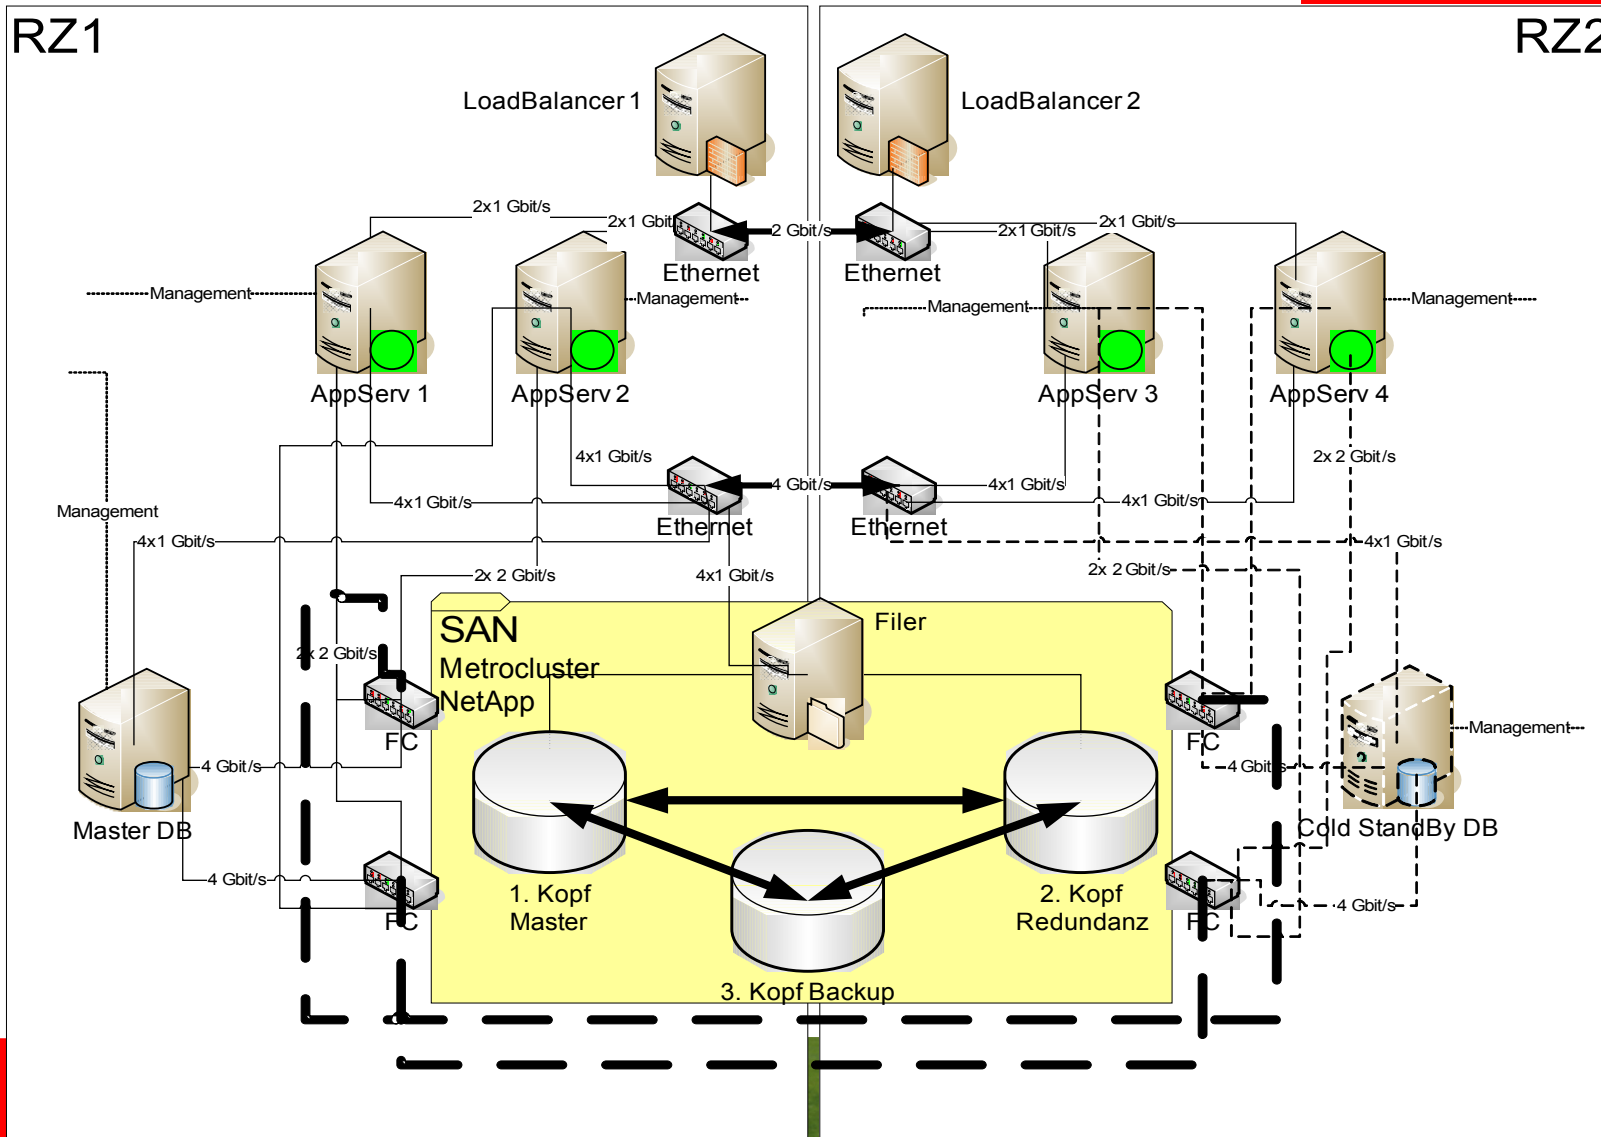 RZ1
RZ2
LoadBalancer 1
LoadBalancer 2
2x1 Gbit/s
2x1 Gbit
2 Gbit/s
2x1 Gbit/s
2x1 Gbit/s
Ethernet
Ethernet
Management
Management
Management
Management
AppServ 1
AppServ 2
AppServ 3
AppServ 4
4x1 Gbit/s
2x 2 Gbit/s
4x1 Gbit/s
4 Gbit/s
4x1 Gbit/s
4x1 Gbit/s
Management
Ethernet
Ethernet
4x1 Gbit/s
4x1 Gbit/s
2x 2 Gbit/s
4x1 Gbit/s
2x 2 Gbit/s
SAN
Filer
Metrocluster
NetApp
2x 2 Gbit/s
FC
FC
Management
4 Gbit/s
4 Gbit/s
Master DB
Cold StandBy DB
4 Gbit/s
1. Kopf
Master
2. Kopf
Redundanz
4 Gbit/s
FC
FC
3. Kopf Backup